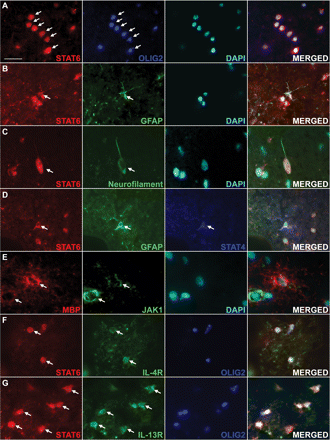 A STAT6 OLIG2 DAPI MERGED
B STAT6 GFAP DAPI MERGED
C STAT6 Neurofilament DAPI MERGED
D STAT6 GFAP STAT4 MERGED
E MBP JAK1 DAPI MERGED
F STAT6 IL-4R OLIG2 MERGED
G STAT6 IL-13R OLIG2 MERGED